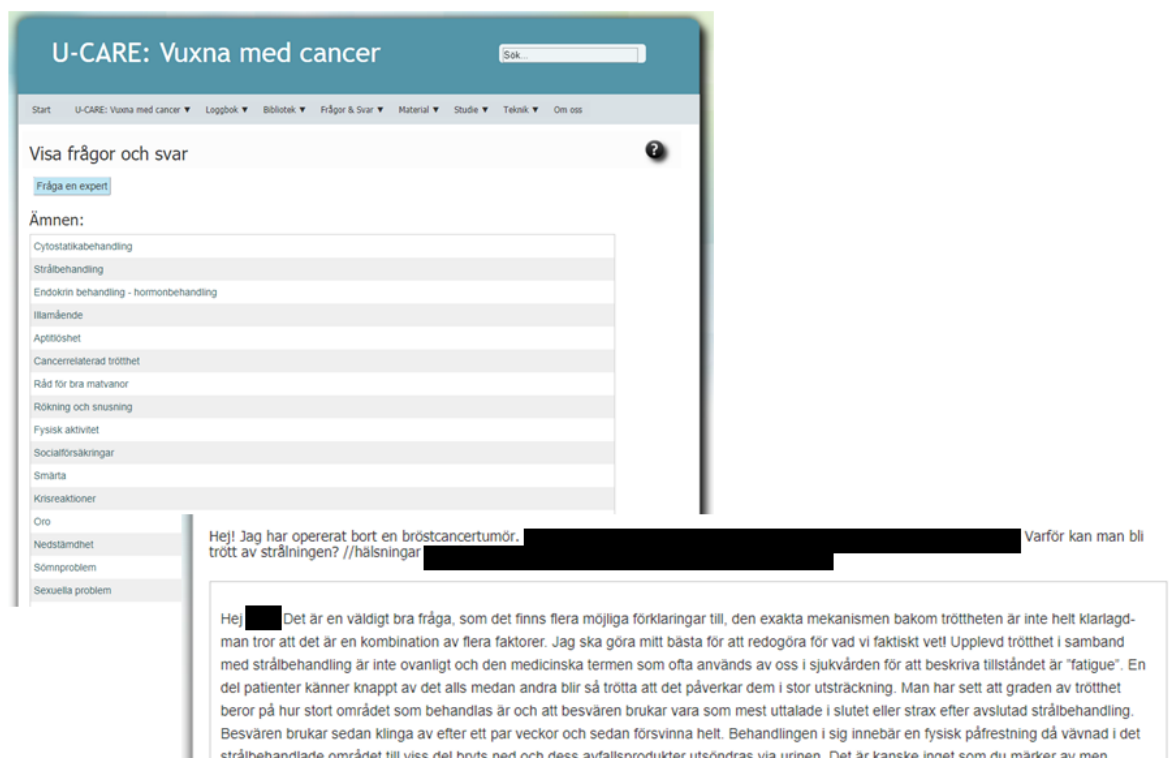 U-CARE: Vuxna med cancer
Sök...
Start U-CARE: Vuxna med cancer ▼ Loggbok ▼ Bibliotek ▼ Frågor & Svar ▼ Material ▼ Studie ▼ Teknik ▼ Om oss
Visa frågor och svar
?
Fråga en expert
Ämnen:
Cytostatikabehandling
Strålbehandling
Endokrin behandling - hormonbehandling
Illamående
Aptitlöshet
Cancerrelaterad trötthet
Råd för bra matvanor
Rökning och snusning
Fysisk aktivitet
Socialförsäkringar
Smärta
Krisreaktioner
Oro
Nedstämdhet
Sömnproblem
Sexuella problem
Hej! Jag har opererat bort en bröstcancertumör. Varför kan man bli
trött av strålningen? //hälsningar
Hej Det är en väldigt bra fråga, som det finns flera möjliga förklaringar till, den exakta mekanismen bakom tröttheten är inte helt klarlagd-
man tror att det är en kombination av flera faktorer. Jag ska göra mitt bästa för att redogöra för vad vi faktiskt vet! Upplevd trötthet i samband
med strålbehandling är inte ovanligt och den medicinska termen som ofta används av oss i sjukvården för att beskriva tillståndet är "fatigue". En
del patienter känner knappt av det alls medan andra blir så trötta att det påverkar dem i stor utsträckning. Man har sett att graden av trötthet
beror på hur stort området som behandlas är och att besvären brukar vara som mest uttalade i slutet eller strax efter avslutad strålbehandling.
Besvären brukar sedan klinga av efter ett par veckor och sedan försvinna helt. Behandlingen i sig innebär en fysisk påfrestning då vävnad i det
strålbehandlade området till viss del bryts ned och dess avfallsprodukter utsöndras via urinen. Det är kanske inget som du märker av men